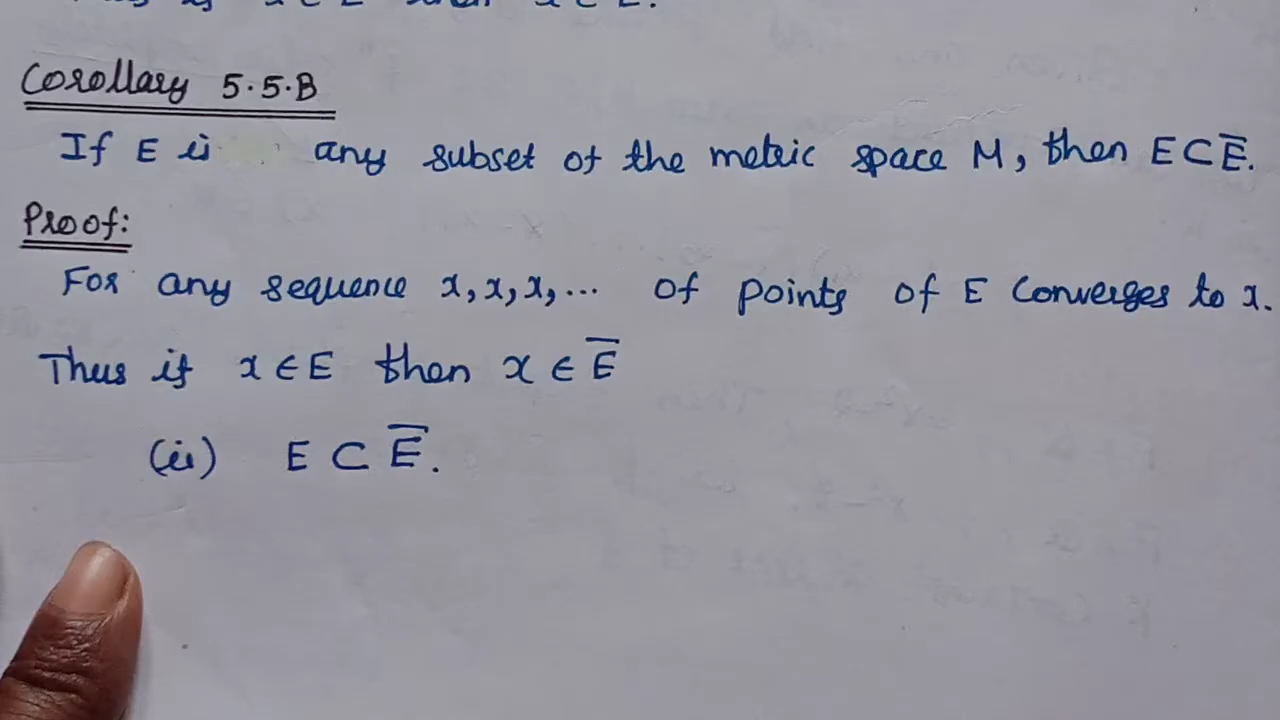 Corollary 5.5.B
If E is any subset of the metric space M, then E ⊂ E̅.
Proof:
For any sequence x, x, x, ... of points of E converges to x.
Thus if x ∈ E then x ∈ E̅
(ie) E ⊂ E̅.